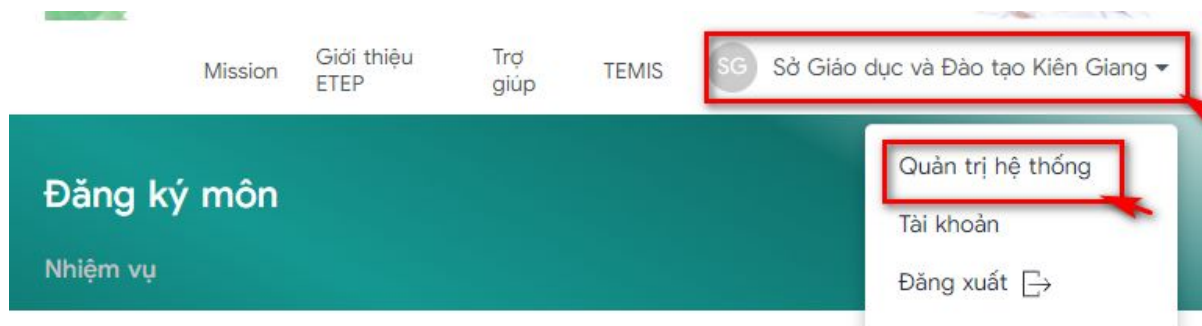 Mission
Giới thiệu
ETEP
Trợ
giúp
TEMIS
SG
Sở Giáo dục và Đào tạo Kiên Giang
Đăng ký môn
Nhiệm vụ
Quản trị hệ thống
Tài khoản
Đăng xuất